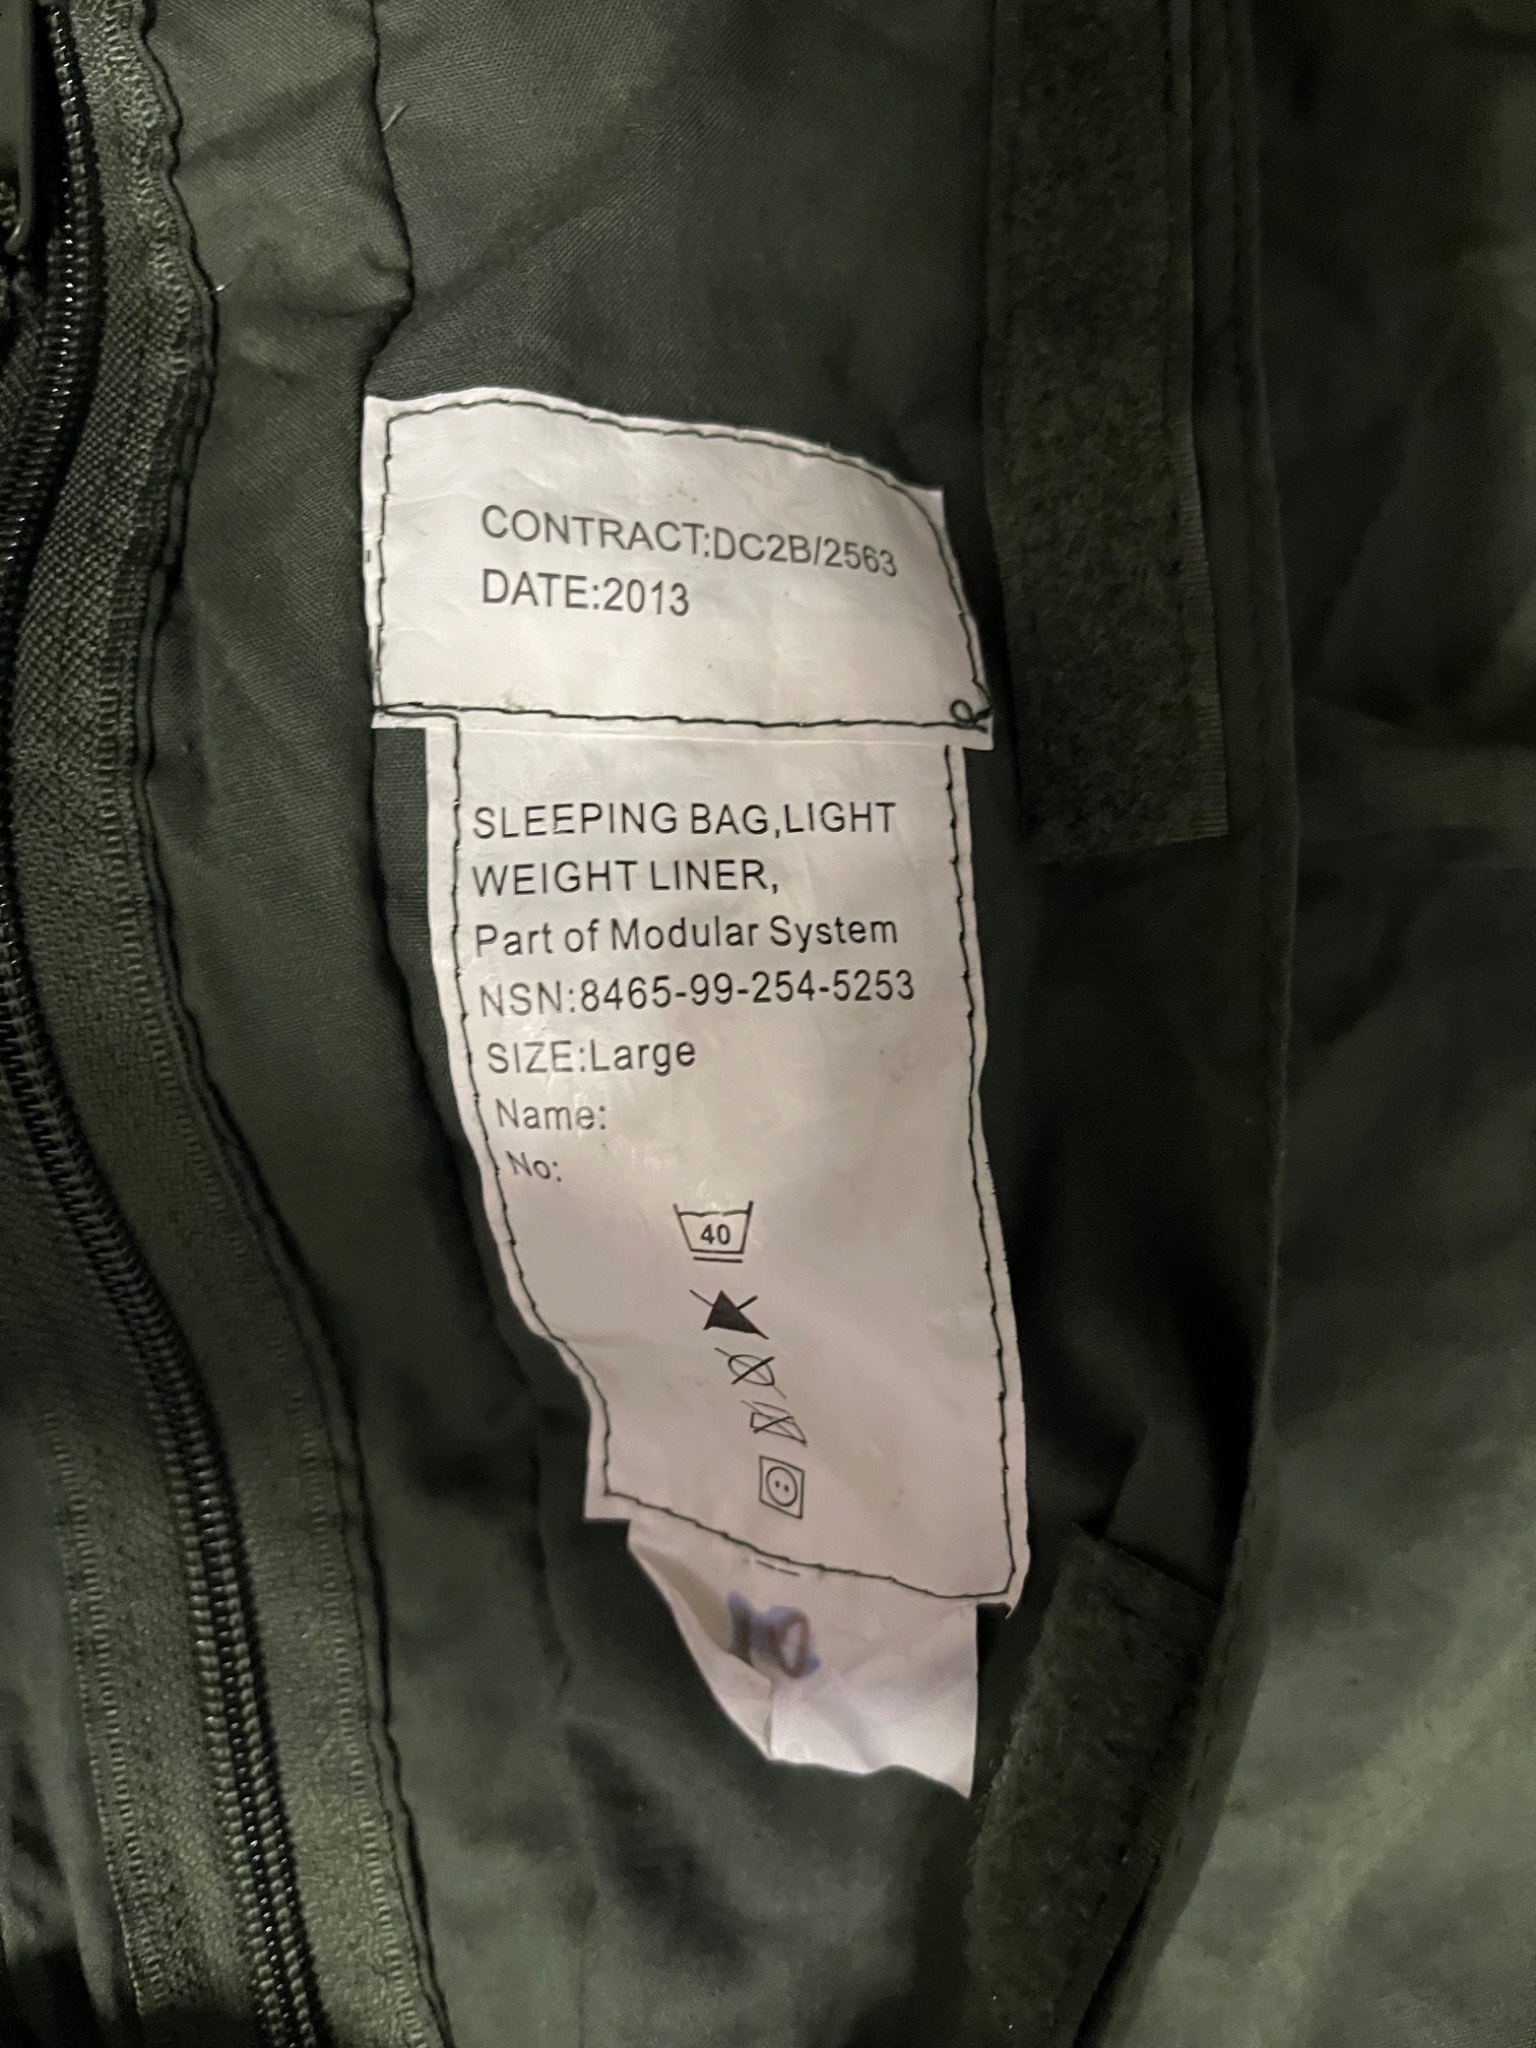 CONTRACT:DC2B/2563
DATE:2013
R
SLEEPING BAG,LIGHT
WEIGHT LINER,
Part of Modular System
NSN:8465-99-254-5253
SIZE:Large
Name:
No:
40
10